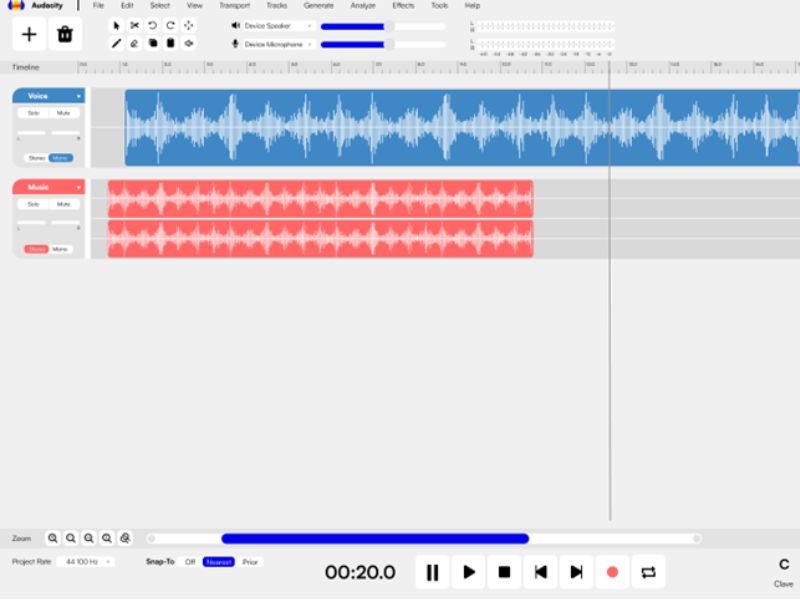 Audacity File Edit Select View Transport Tracks Generate Analyze Effects Tools Help
Device Speaker
L
R
Device Microphone
L
R
Timeline
Voice
Solo Mute
L R
Stereo Mono
Music
Solo Mute
L R
Stereo Mono
Zoom
Project Rate 44 100 Hz Snap-To Off Nearest Prior
00:20.0
C
Clave